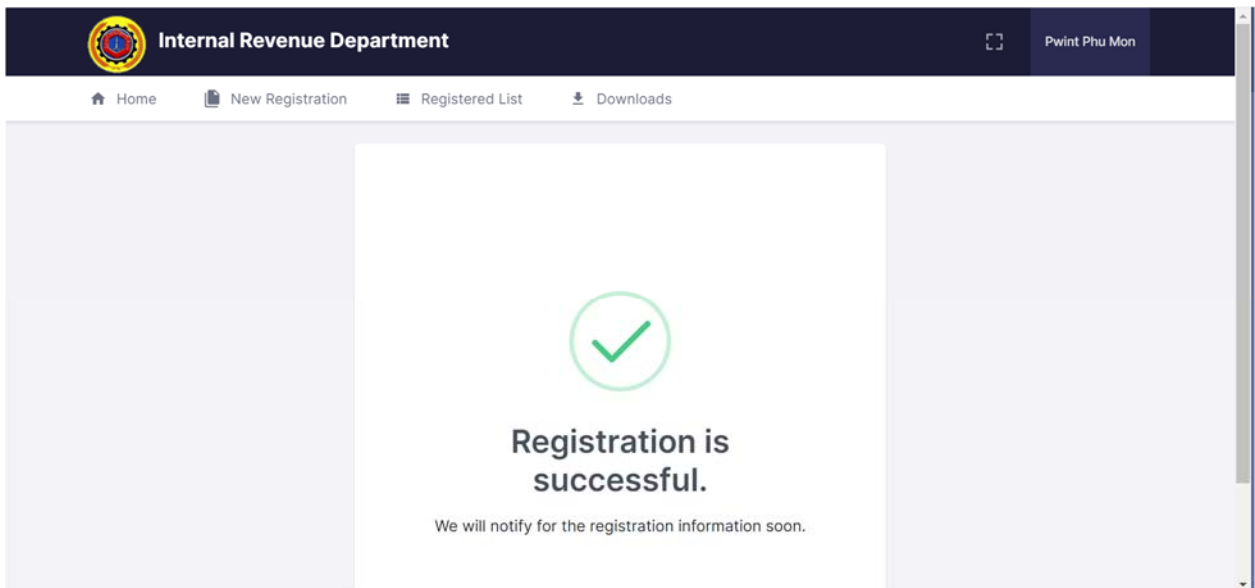 Internal Revenue Department
Pwint Phu Mon
Home New Registration Registered List Downloads
Registration is
successful.
We will notify for the registration information soon.